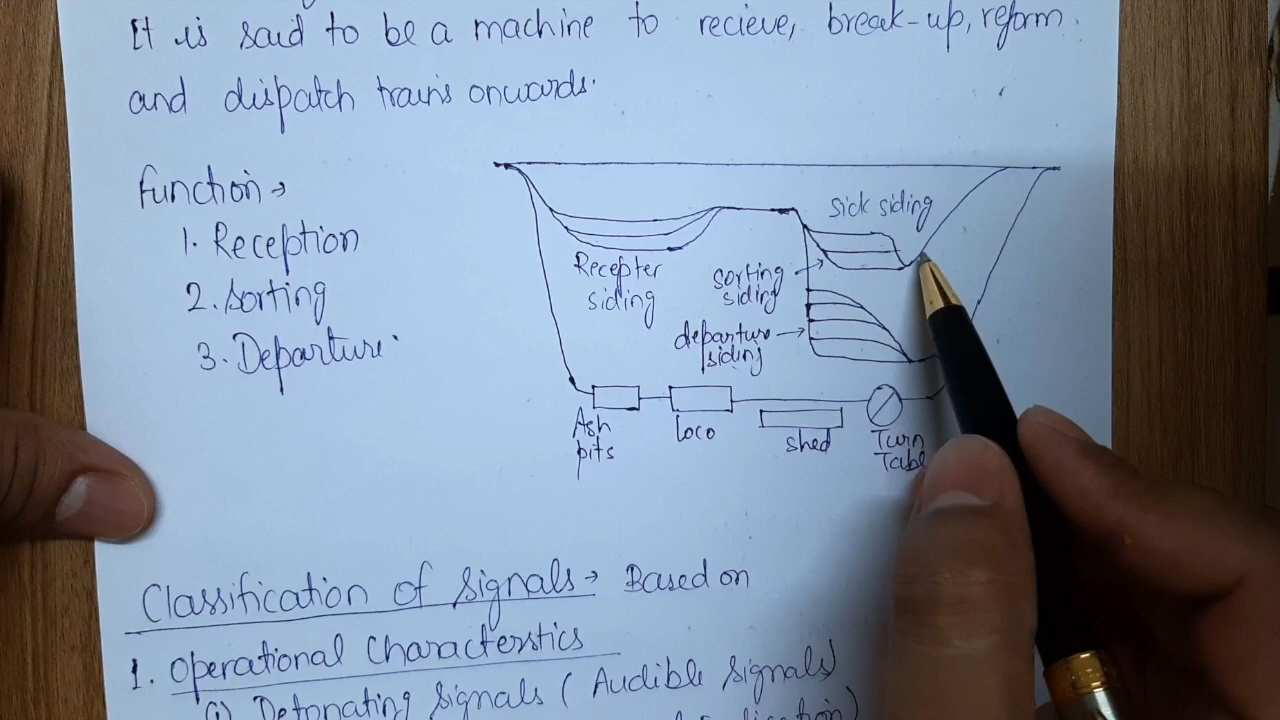 It is said to be a machine to recieve, break-up, reform
and dispatch trains onwards.
function →
1. Reception
2. Sorting
3. Departure.
Sick siding
Recepter
siding
sorting
siding
departure
siding
Ash
pits
loco
shed
Turn
Classification of signals → Based on
1. Operational Characterstics
(i) Detonating Signals (Audible Signals)